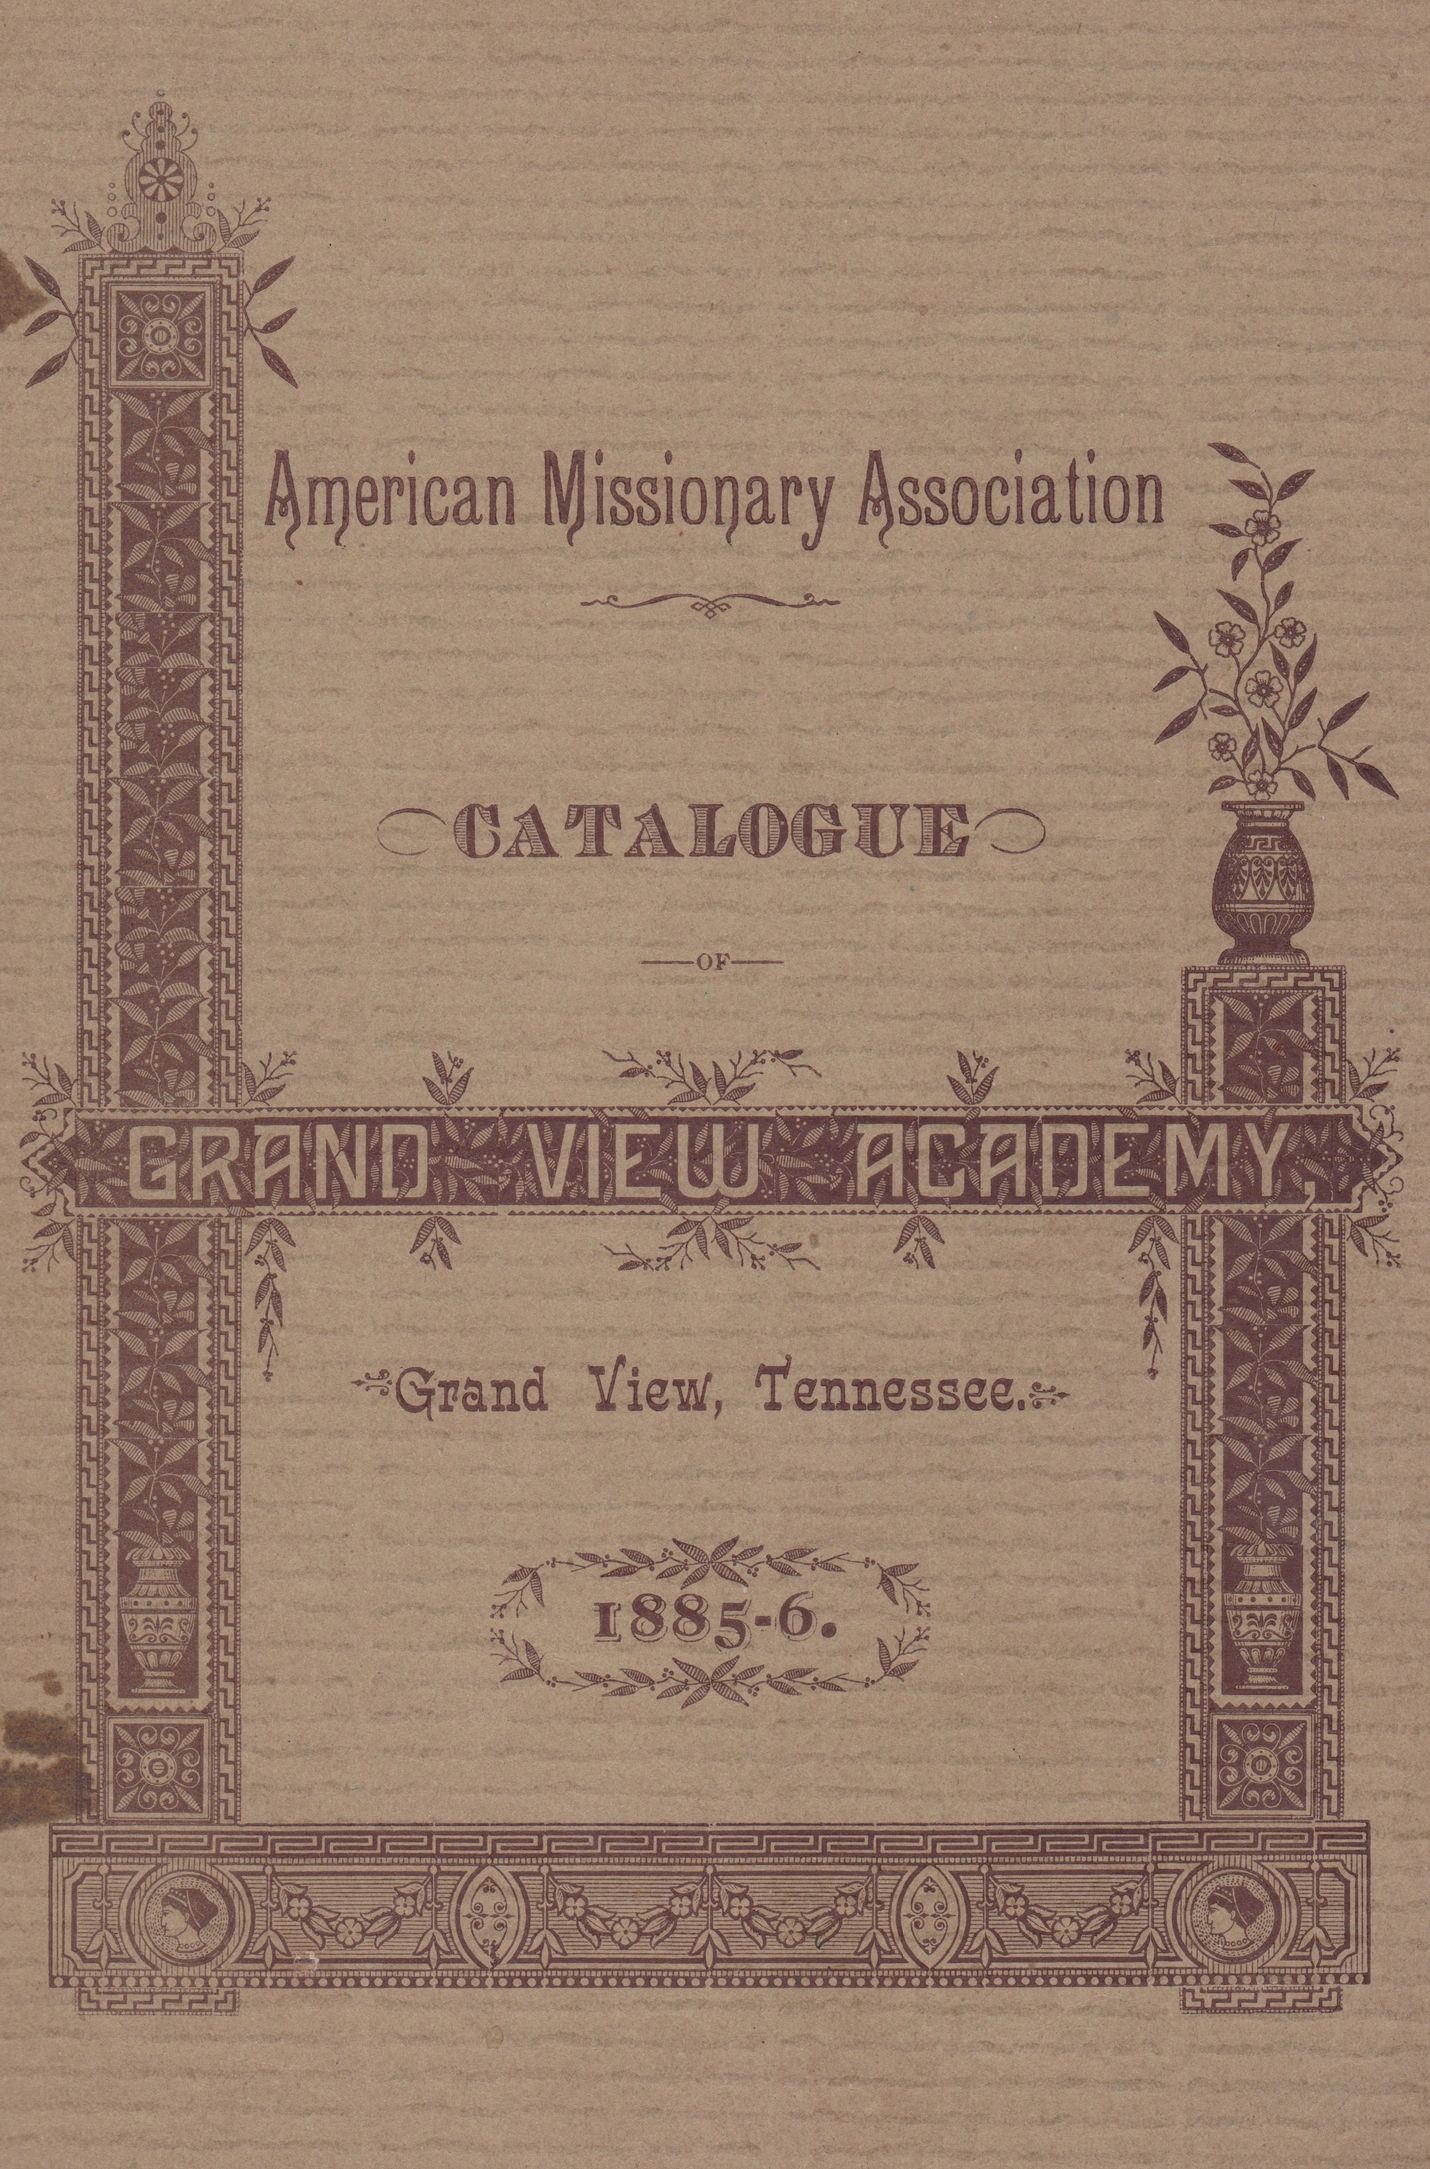 American Missionary Association
CATALOGUE
OF
GRAND VIEW ACADEMY,
Grand View, Tennessee.
1885-6.